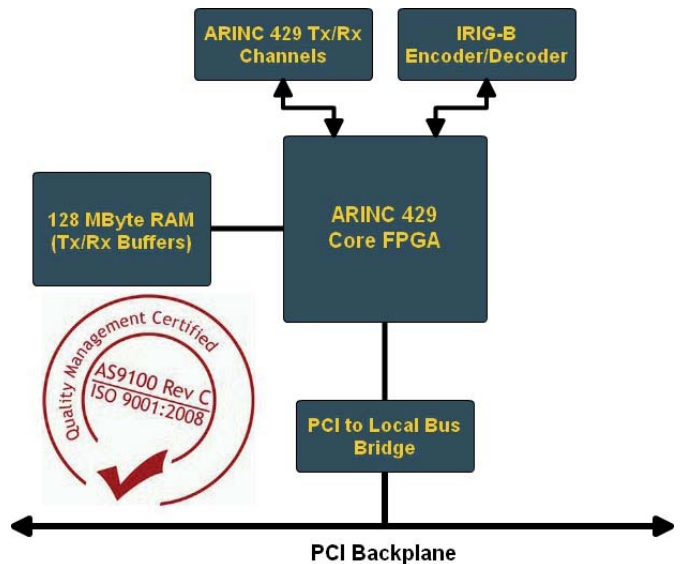 ARINC 429 Tx/Rx
Channels
IRIG-B
Encoder/Decoder
128 MByte RAM
(Tx/Rx Buffers)
ARINC 429
Core FPGA
Quality Management Certified
AS9100 Rev C
ISO 9001:2008
PCI to Local Bus
Bridge
PCI Backplane